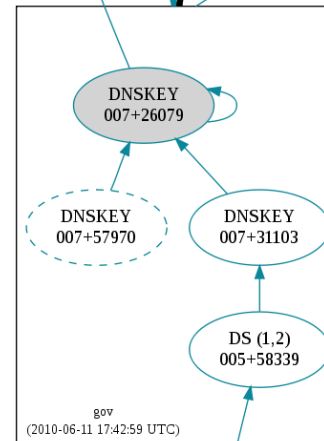 DNSKEY
007+26079
DNSKEY
007+57970
DNSKEY
007+31103
DS (1,2)
005+58339
gov
(2010-06-11 17:42:59 UTC)